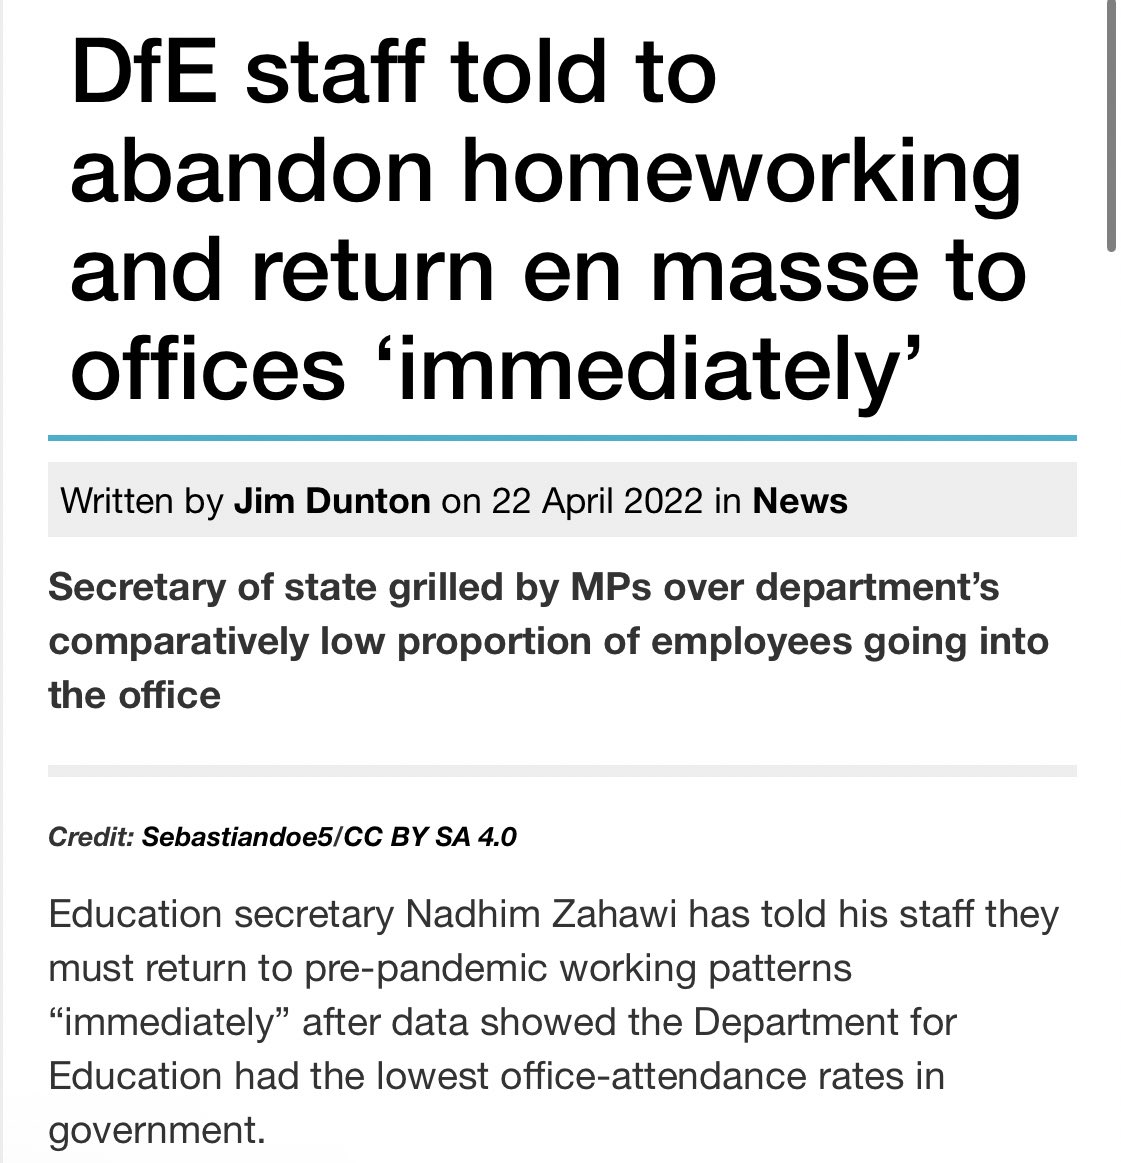 DfE staff told to
abandon homeworking
and return en masse to
offices ‘immediately’
Written by Jim Dunton on 22 April 2022 in News
Secretary of state grilled by MPs over department’s
comparatively low proportion of employees going into
the office
Credit: Sebastiandoe5/CC BY SA 4.0
Education secretary Nadhim Zahawi has told his staff they
must return to pre-pandemic working patterns
“immediately” after data showed the Department for
Education had the lowest office-attendance rates in
government.